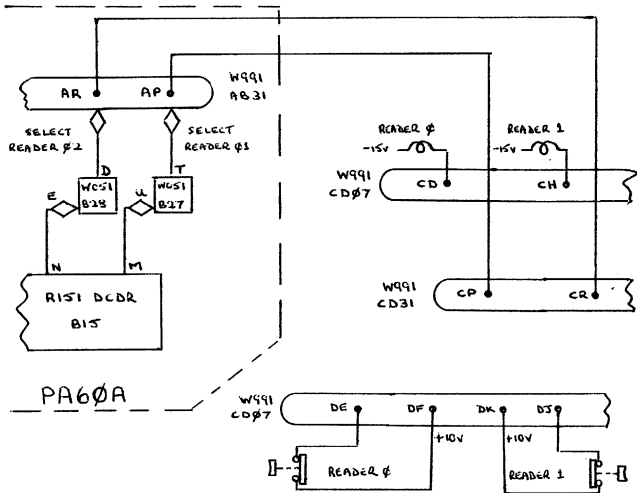 AR AP
W991
AB31
SELECT
READER Ø2
SELECT
READER Ø1
D
T
E
WC51
B28
U
WC51
B27
N
M
R151 DCDR
B15
PA6ØA
READER Ø
READER 1
-15V
-15V
W991
CDØ7
CD
CH
W991
CD31
CP
CR
W991
CDØ7
DE
DF
DK
DJ
+10V
+10V
READER Ø
READER 1